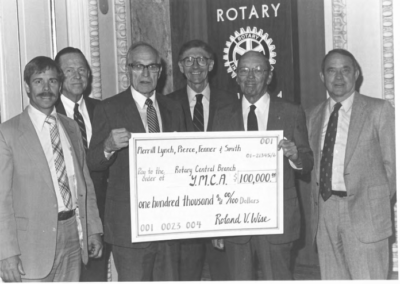 ROTARY
ROTARY
Merrill Lynch, Pierce, Fenner & Smith
001
Pay to the Order of
Rotary Central Branch
Y.M.C.A. $100,000.00
one hundred thousand & 00/100 Dollars
001 0025 004
Roland V. Wise